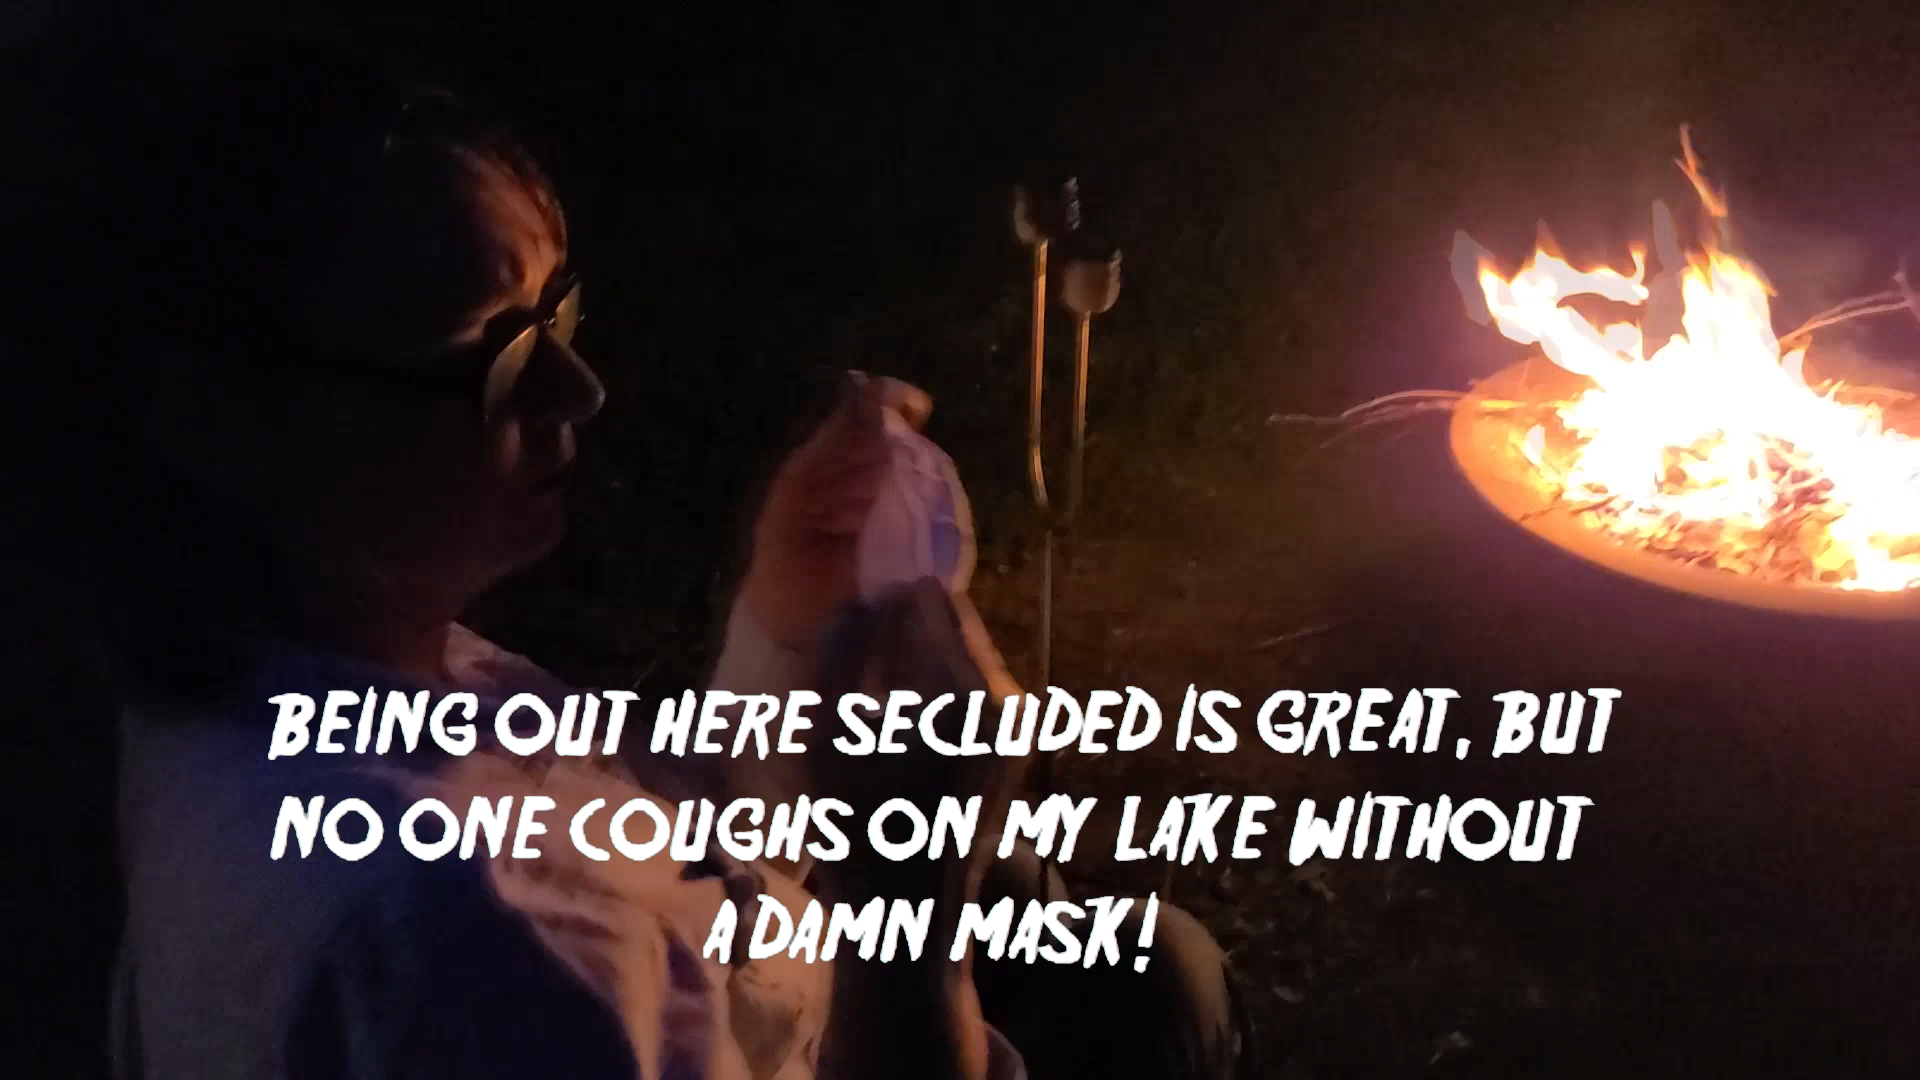 BEING OUT HERE SECLUDED IS GREAT, BUT
NO ONE COUGHS ON MY LAKE WITHOUT
A DAMN MASK!